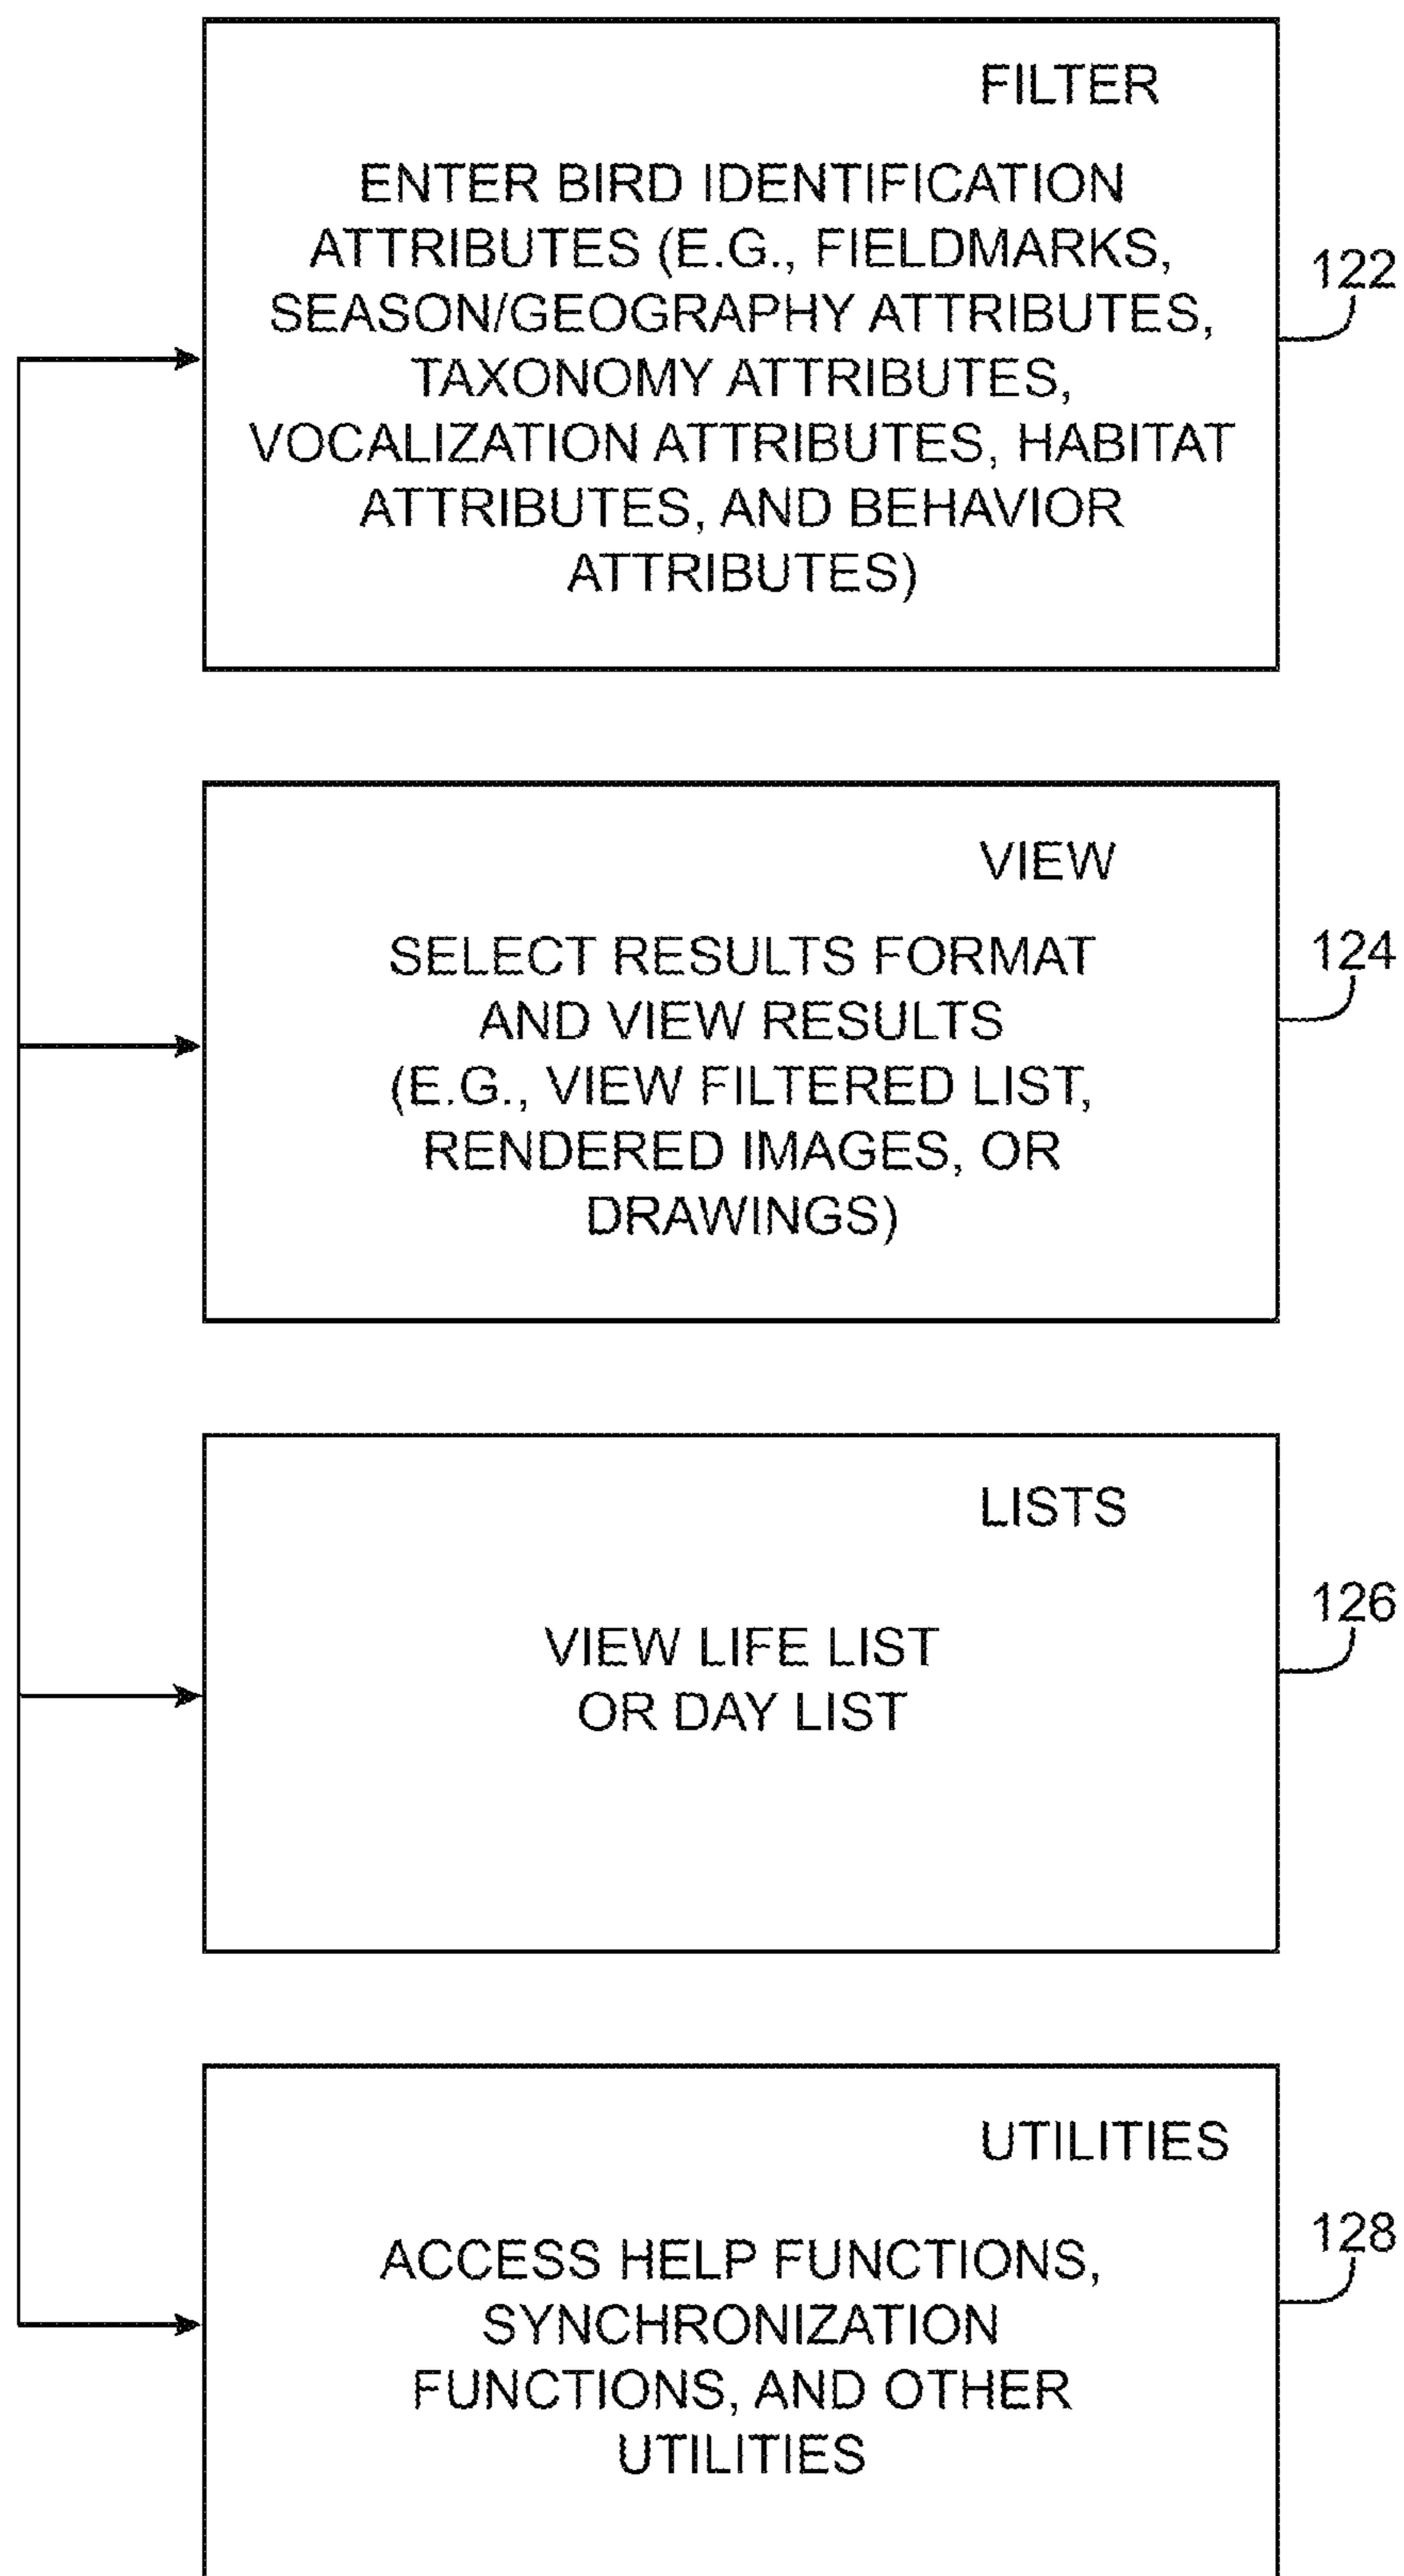 FILTER
ENTER BIRD IDENTIFICATION
ATTRIBUTES (E.G., FIELDMARKS,
SEASON/GEOGRAPHY ATTRIBUTES,
TAXONOMY ATTRIBUTES,
VOCALIZATION ATTRIBUTES, HABITAT
ATTRIBUTES, AND BEHAVIOR
ATTRIBUTES)
122
VIEW
SELECT RESULTS FORMAT
AND VIEW RESULTS
(E.G., VIEW FILTERED LIST,
RENDERED IMAGES, OR
DRAWINGS)
124
LISTS
VIEW LIFE LIST
OR DAY LIST
126
UTILITIES
ACCESS HELP FUNCTIONS,
SYNCHRONIZATION
FUNCTIONS, AND OTHER
UTILITIES
128